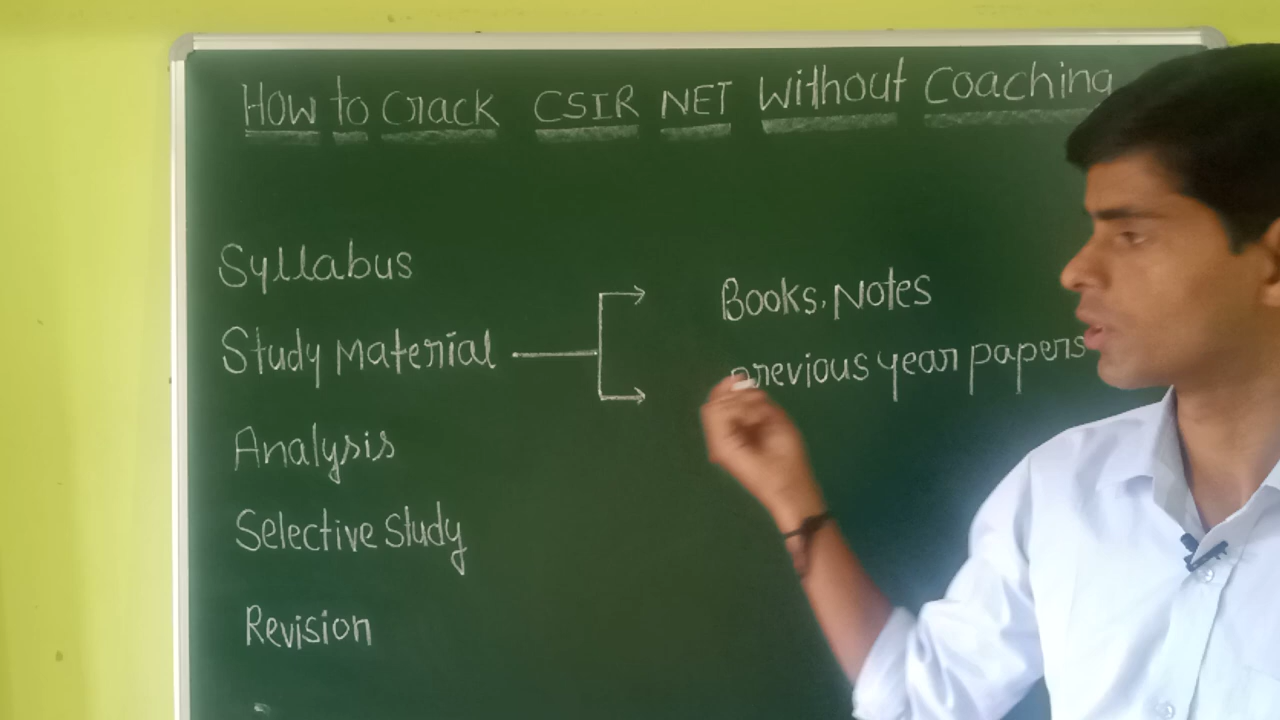 How to Crack CSIR NET Without Coaching
Syllabus
Study Material
Books, Notes
previous year papers
Analysis
Selective Study
Revision